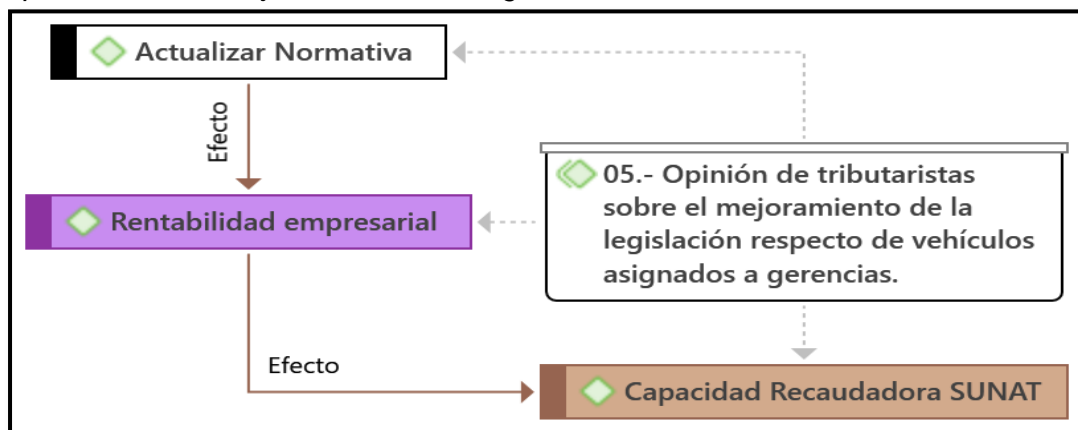 Actualizar Normativa
Efecto
Rentabilidad empresarial
05.- Opinión de tributaristas
sobre el mejoramiento de la
legislación respecto de vehículos
asignados a gerencias.
Efecto
Capacidad Recaudadora SUNAT